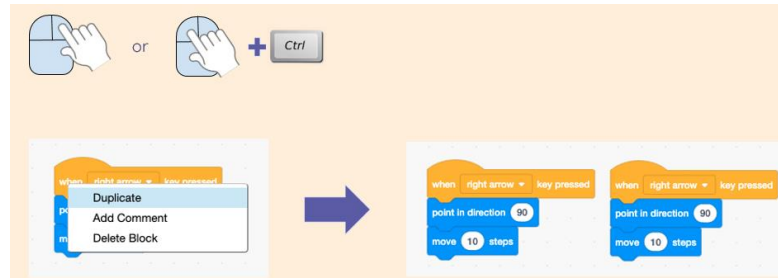 or
+ Ctrl
when right arrow key pressed
Duplicate
Add Comment
Delete Block
when right arrow key pressed
point in direction 90
move 10 steps
when right arrow key pressed
point in direction 90
move 10 steps